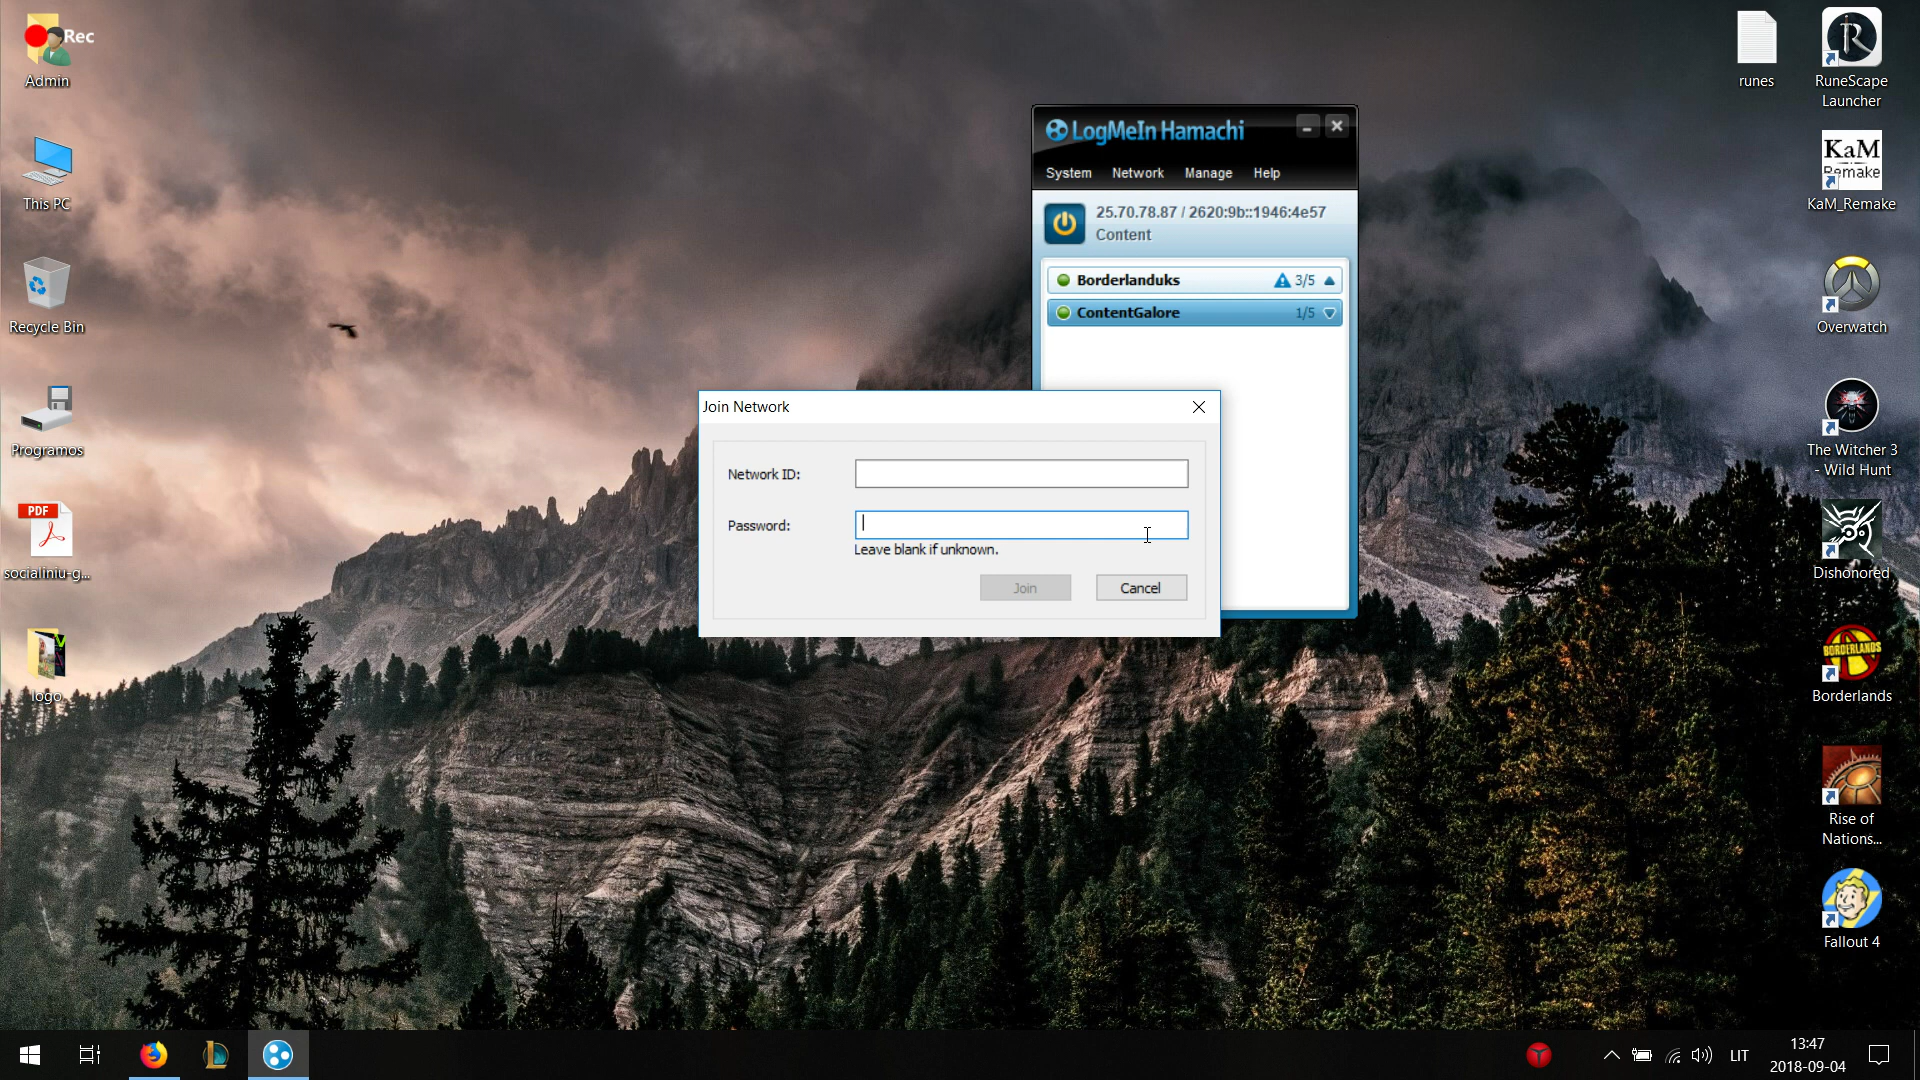 Rec
Admin
This PC
Recycle Bin
Programos
PDF
socialiniu-g...
logo
runes
RuneScape
Launcher
KaM
Remake
KaM_Remake
Overwatch
The Witcher 3
- Wild Hunt
Dishonored
BORDERLANDS
Borderlands
Rise of
Nations...
Fallout 4
LogMeIn Hamachi
System Network Manage Help
25.70.78.87 / 2620:9b::1946:4e57
Content
Borderlanduks 3/5
ContentGalore 1/5
Join Network
Network ID:
Password:
Leave blank if unknown.
Join Cancel
LIT
13:47
2018-09-04